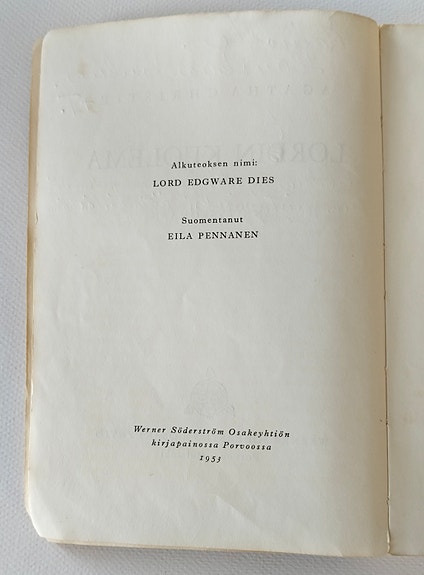 Alkuteoksen nimi:
LORD EDGWARE DIES
Suomentanut
EILA PENNANEN
Werner Söderström Osakeyhtiön
kirjapainossa Porvoossa
1953